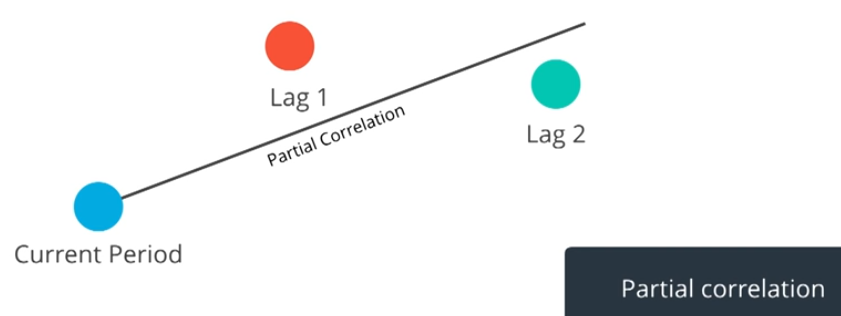 Lag 1
Partial Correlation
Lag 2
Current Period
Partial correlation